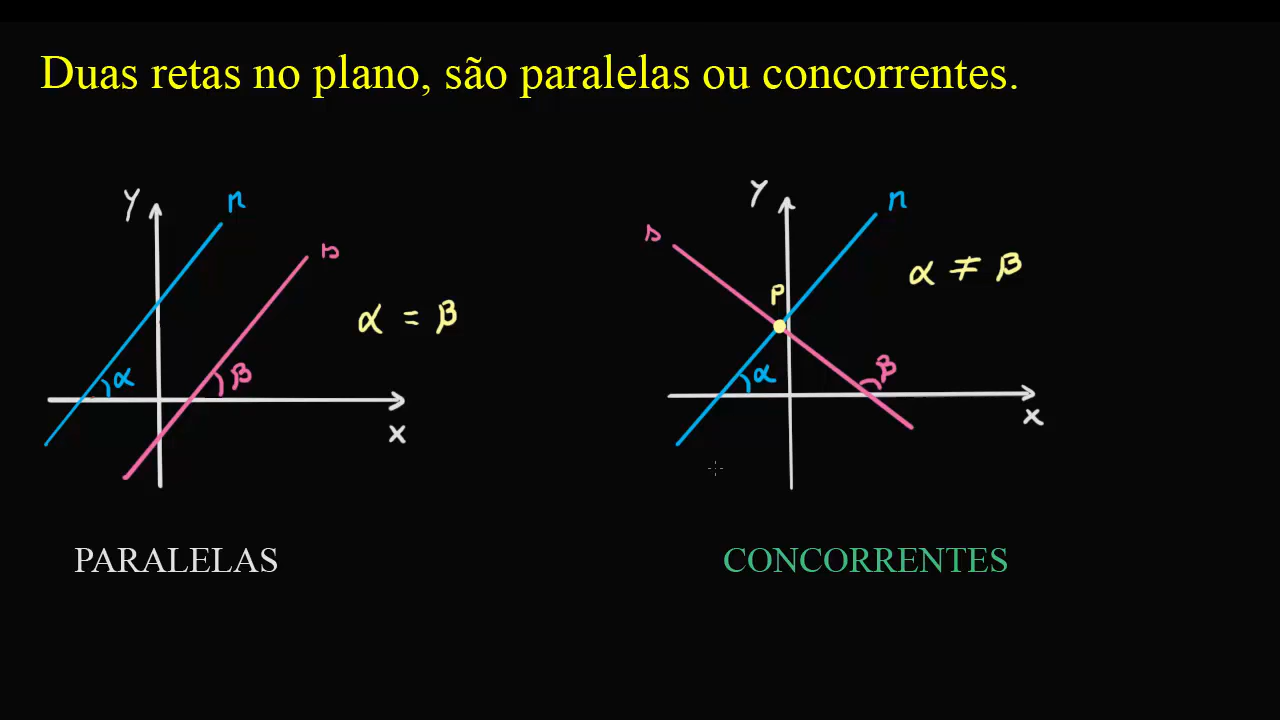 Duas retas no plano, são paralelas ou concorrentes.
y
r
s
α = β
α
β
x
y
r
s
α ≠ β
P
α
β
x
PARALELAS
CONCORRENTES